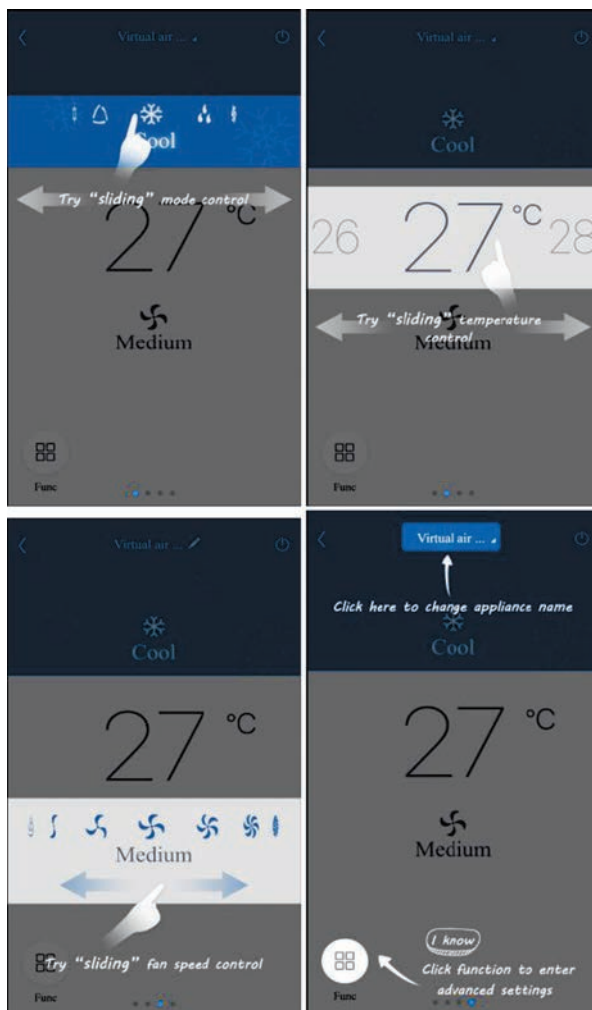 Virtual air ...
Cool
Try “sliding” mode control
27 °C
Medium
Func
Virtual air ...
Cool
26 27 °C 28
Try “sliding” temperature
control
Medium
Func
Virtual air ...
Cool
27 °C
Medium
Try “sliding” fan speed control
Func
Virtual air ...
Click here to change appliance name
Cool
27 °C
Medium
I know
Click function to enter
advanced settings
Func